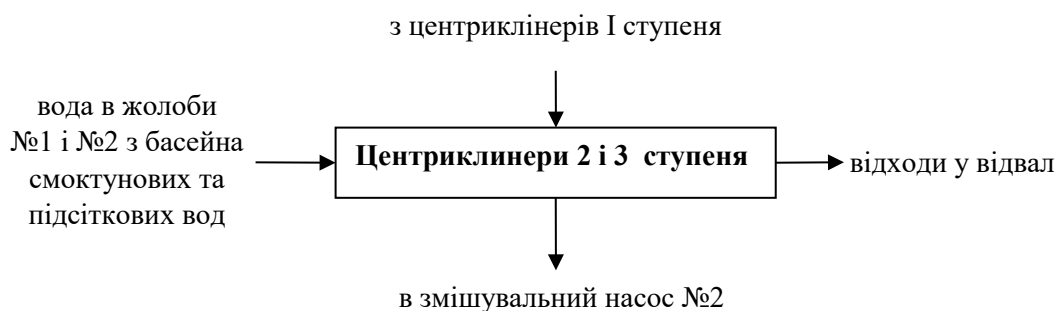 з центриклінерів I ступеня
вода в жолоби
№1 і №2 з басейна
смоктунових та
підсіткових вод
Центриклинери 2 і 3 ступеня
відходи у відвал
в змішувальний насос №2